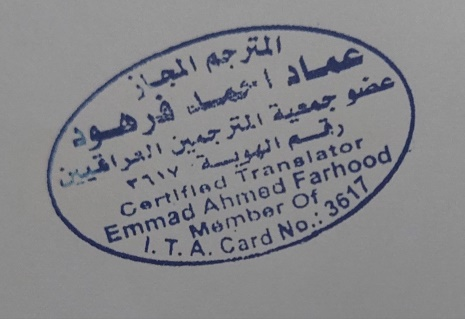 المترجم المجاز
عماد احمد فرهود
عضو جمعية المترجمين العراقيين
رقم الهوية ٣٦١٧
Certified Translator
Emmad Ahmed Farhood
Member Of
I. T. A. Card No.: 3617